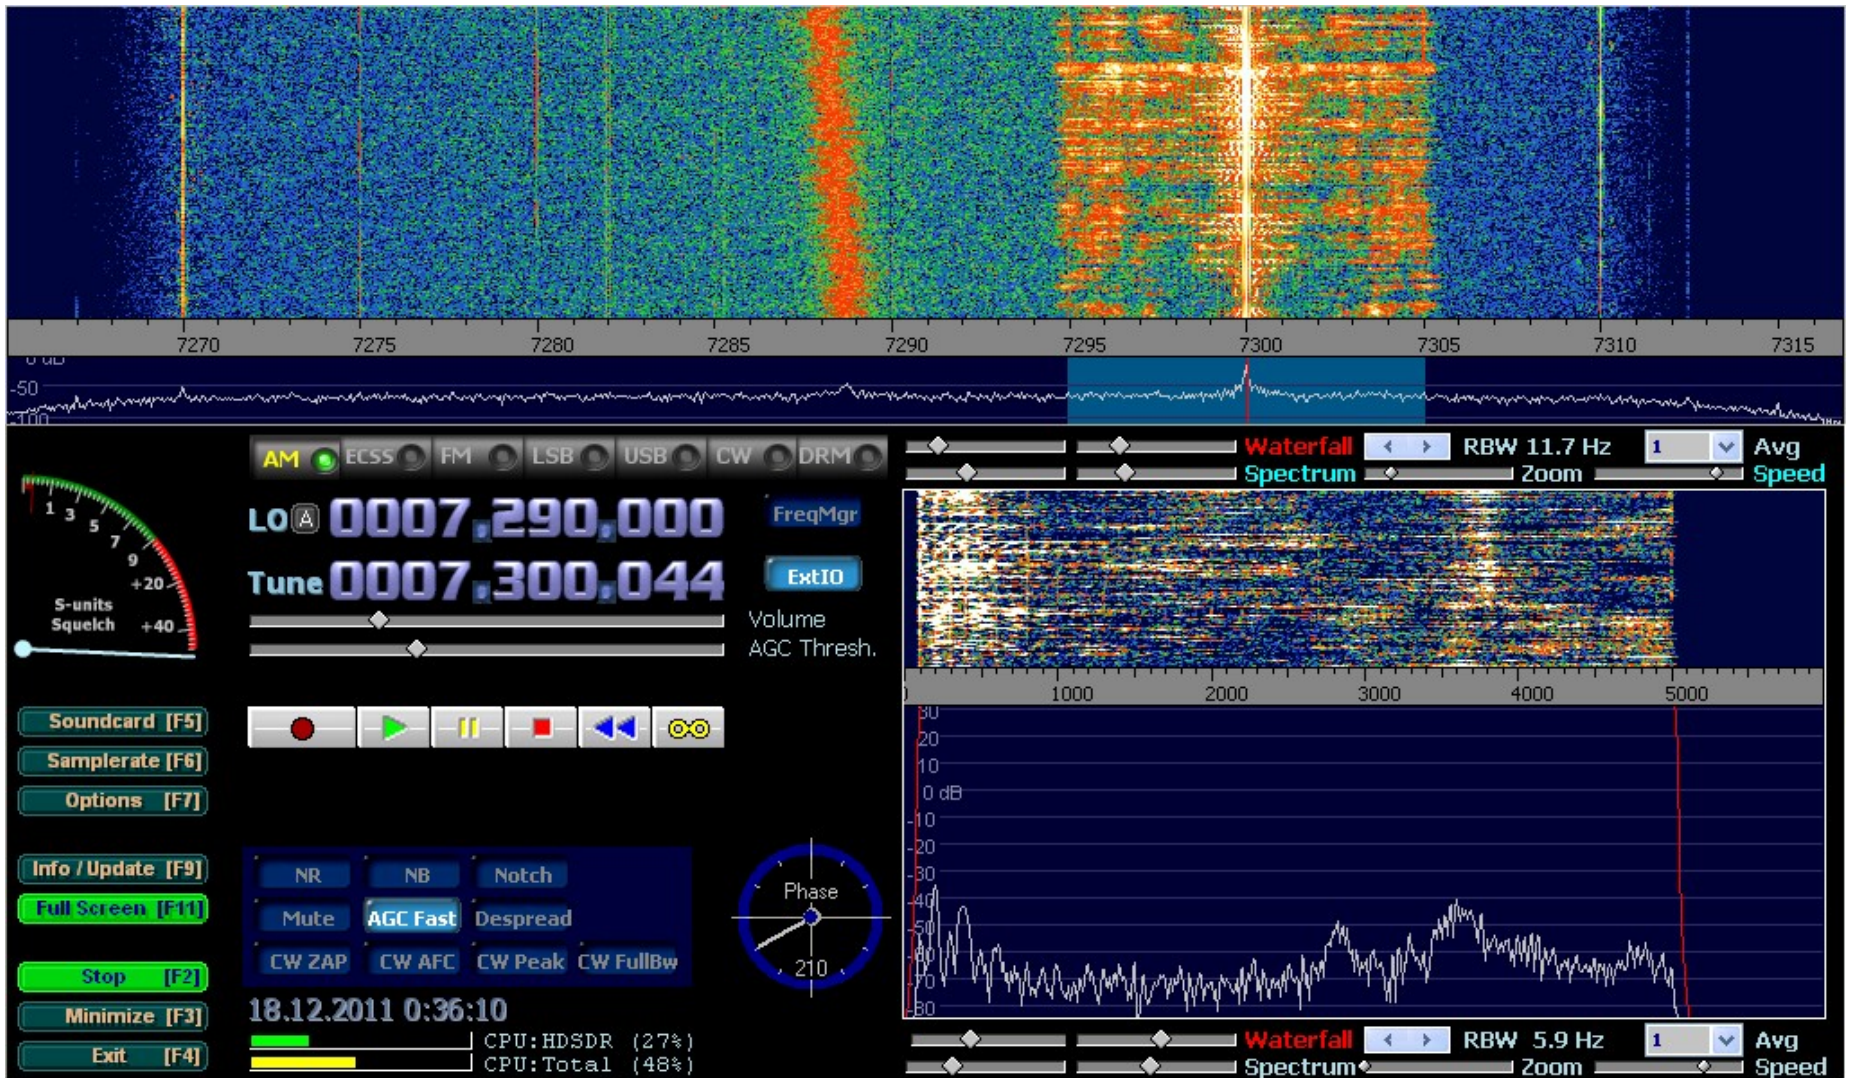 7270 7275 7280 7285 7290 7295 7300 7305 7310 7315
0 dB
-50
-100
AM ECSS FM LSB USB CW DRM
Waterfall RBW 11.7 Hz 1 Avg
Spectrum Zoom Speed
1 3 5 7 9 +20 +40
S-units
Squelch
LO A 0007.290.000 FreqMgr
Tune 0007.300.044 ExtIO
Volume
AGC Thresh.
Soundcard [F5]
Samplerate [F6]
Options [F7]
Info / Update [F9]
Full Screen [F11]
Stop [F2]
Minimize [F3]
Exit [F4]
NR NB Notch
Mute AGC Fast Despread
CW ZAP CW AFC CW Peak CW FullBw
Phase
210
18.12.2011 0:36:10
CPU:HDSDR (27%)
CPU:Total (48%)
1000 2000 3000 4000 5000
30
20
10
0 dB
-10
-20
-30
-40
-50
-60
-70
-80
Waterfall RBW 5.9 Hz 1 Avg
Spectrum Zoom Speed